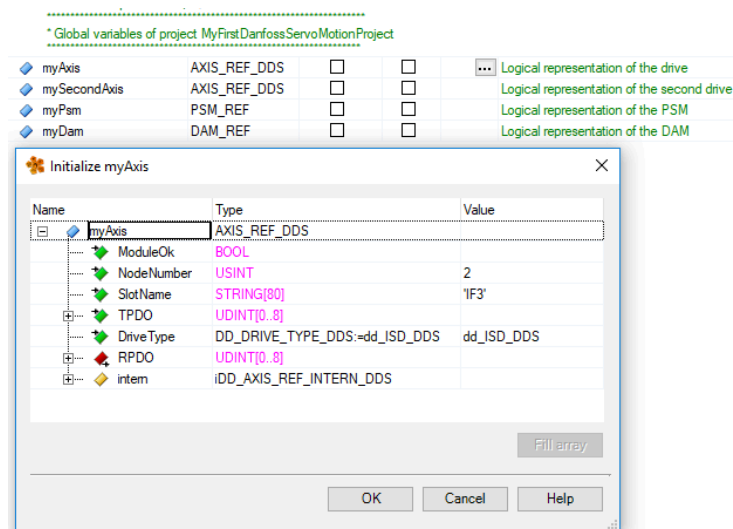 * Global variables of project MyFirstDanfossServoMotionProject
myAxis AXIS_REF_DDS ... Logical representation of the drive
mySecondAxis AXIS_REF_DDS Logical representation of the second drive
myPsm PSM_REF Logical representation of the PSM
myDam DAM_REF Logical representation of the DAM
Initialize myAxis
Name Type Value
myAxis AXIS_REF_DDS
ModuleOk BOOL
NodeNumber USINT 2
SlotName STRING[80] 'IF3'
TPDO UDINT[0..8]
DriveType DD_DRIVE_TYPE_DDS:=dd_ISD_DDS dd_ISD_DDS
RPDO UDINT[0..8]
intern iDD_AXIS_REF_INTERN_DDS
Fill array
OK Cancel Help